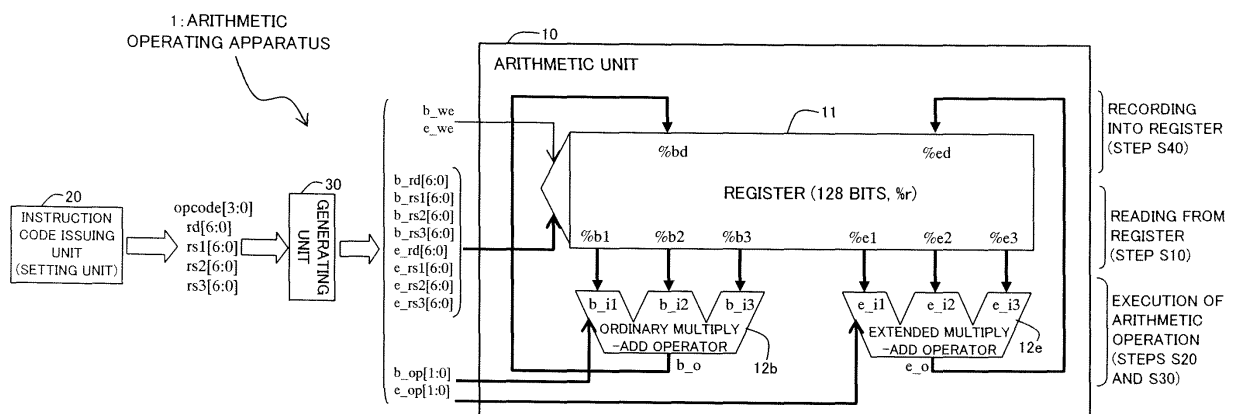 1: ARITHMETIC
OPERATING APPARATUS
20
INSTRUCTION
CODE ISSUING
UNIT
(SETTING UNIT)
opcode[3:0]
rd[6:0]
rs1[6:0]
rs2[6:0]
rs3[6:0]
30
GENERATING
UNIT
b_we
e_we
b_rd[6:0]
b_rs1[6:0]
b_rs2[6:0]
b_rs3[6:0]
e_rd[6:0]
e_rs1[6:0]
e_rs2[6:0]
e_rs3[6:0]
b_op[1:0]
e_op[1:0]
10
ARITHMETIC UNIT
11
%bd
%ed
REGISTER (128 BITS, %r)
%b1
%b2
%b3
%e1
%e2
%e3
b_i1
b_i2
b_i3
ORDINARY MULTIPLY
-ADD OPERATOR
12b
b_o
e_i1
e_i2
e_i3
EXTENDED MULTIPLY
-ADD OPERATOR
12e
e_o
RECORDING
INTO REGISTER
(STEP S40)
READING FROM
REGISTER
(STEP S10)
EXECUTION OF
ARITHMETIC
OPERATION
(STEPS S20
AND S30)